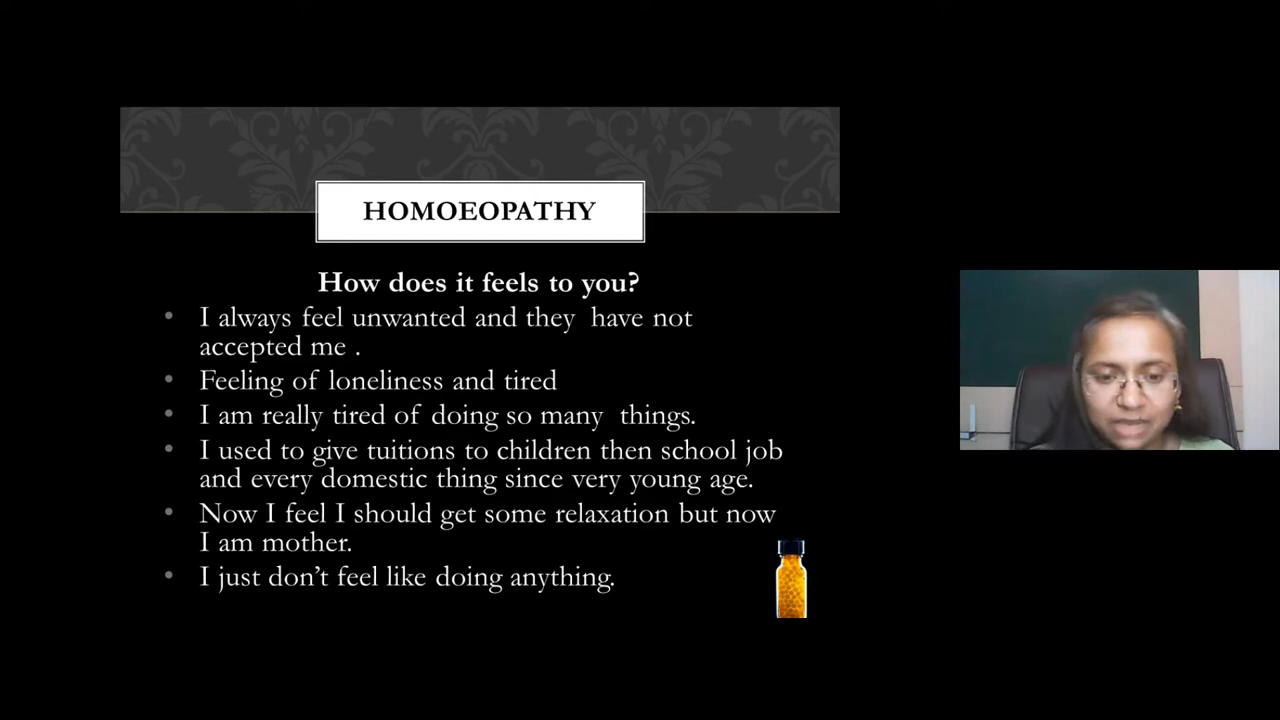 HOMOEOPATHY
How does it feels to you?
• I always feel unwanted and they have not
accepted me .
• Feeling of loneliness and tired
• I am really tired of doing so many things.
• I used to give tuitions to children then school job
and every domestic thing since very young age.
• Now I feel I should get some relaxation but now
I am mother.
• I just don’t feel like doing anything.